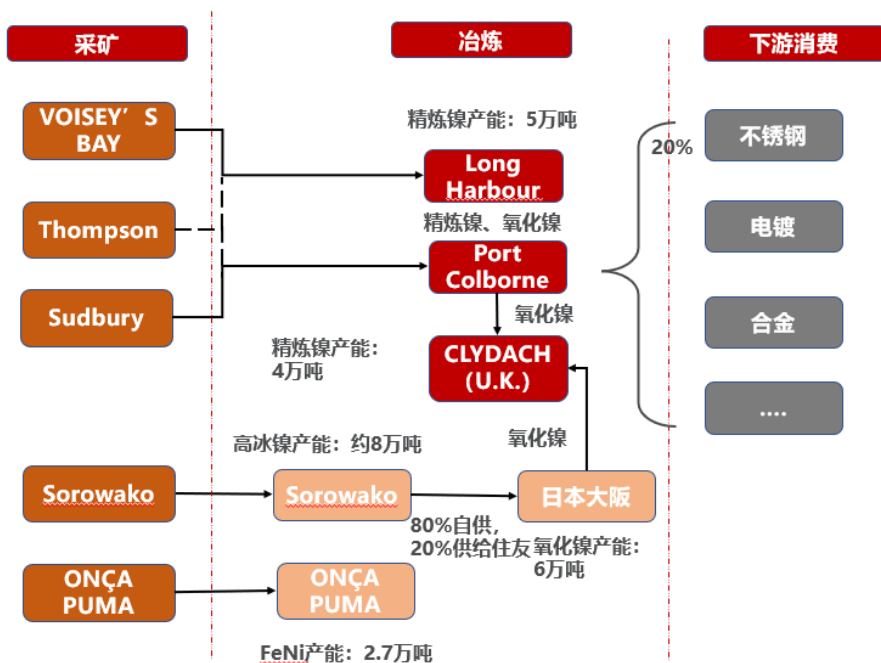 采矿
冶炼
下游消费
VOISEY’S
BAY
精炼镍产能：5万吨
20%
不锈钢
Long
Harbour
Thompson
精炼镍、氧化镍
电镀
Port
Colborne
Sudbury
氧化镍
合金
精炼镍产能：
4万吨
CLYDACH
(U.K.)
....
高冰镍产能：约8万吨
氧化镍
Sorowako
Sorowako
日本大阪
80%自供，
20%供给住友
氧化镍产能：
6万吨
ONÇA
PUMA
ONÇA
PUMA
FeNi产能：2.7万吨